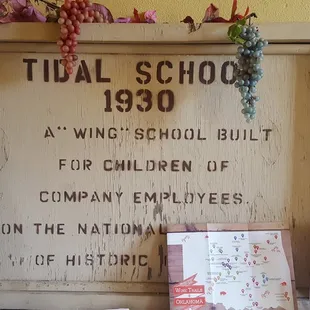 TIDAL SCHOO
1930
A "WING" SCHOOL BUILT
FOR CHILDREN OF
COMPANY EMPLOYEES.
ON THE NATIONAL
OF HISTORIC
WINE TRAILS
OKLAHOMA